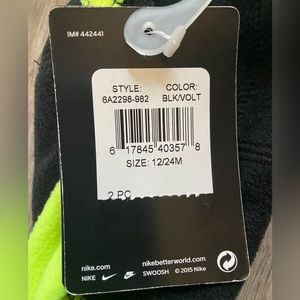 IM# 442441
STYLE: COLOR:
6A2298-982 BLK/VOLT
6 17845 40357 8
SIZE: 12/24M
2 PC
nike.com nikebetterworld.com
NIKE SWOOSH © 2015 Nike